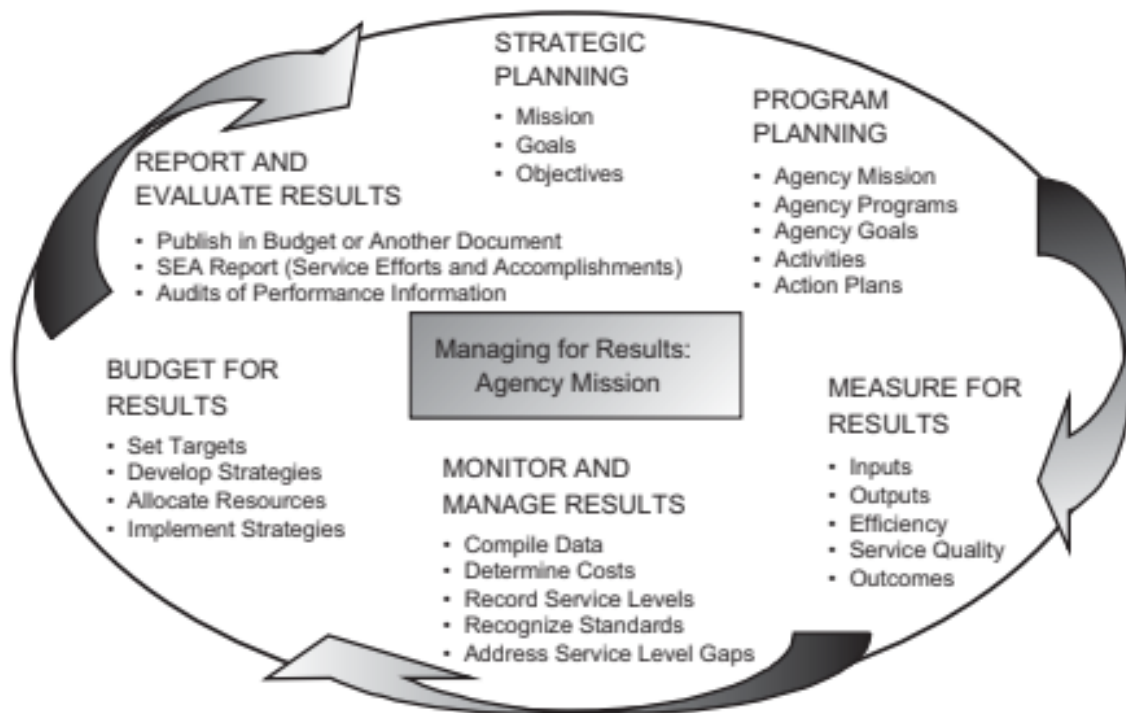 STRATEGIC
PLANNING
• Mission
• Goals
• Objectives
PROGRAM
PLANNING
• Agency Mission
• Agency Programs
• Agency Goals
• Activities
• Action Plans
MEASURE FOR
RESULTS
• Inputs
• Outputs
• Efficiency
• Service Quality
• Outcomes
MONITOR AND
MANAGE RESULTS
• Compile Data
• Determine Costs
• Record Service Levels
• Recognize Standards
• Address Service Level Gaps
BUDGET FOR
RESULTS
• Set Targets
• Develop Strategies
• Allocate Resources
• Implement Strategies
REPORT AND
EVALUATE RESULTS
• Publish in Budget or Another Document
• SEA Report (Service Efforts and Accomplishments)
• Audits of Performance Information
Managing for Results:
Agency Mission